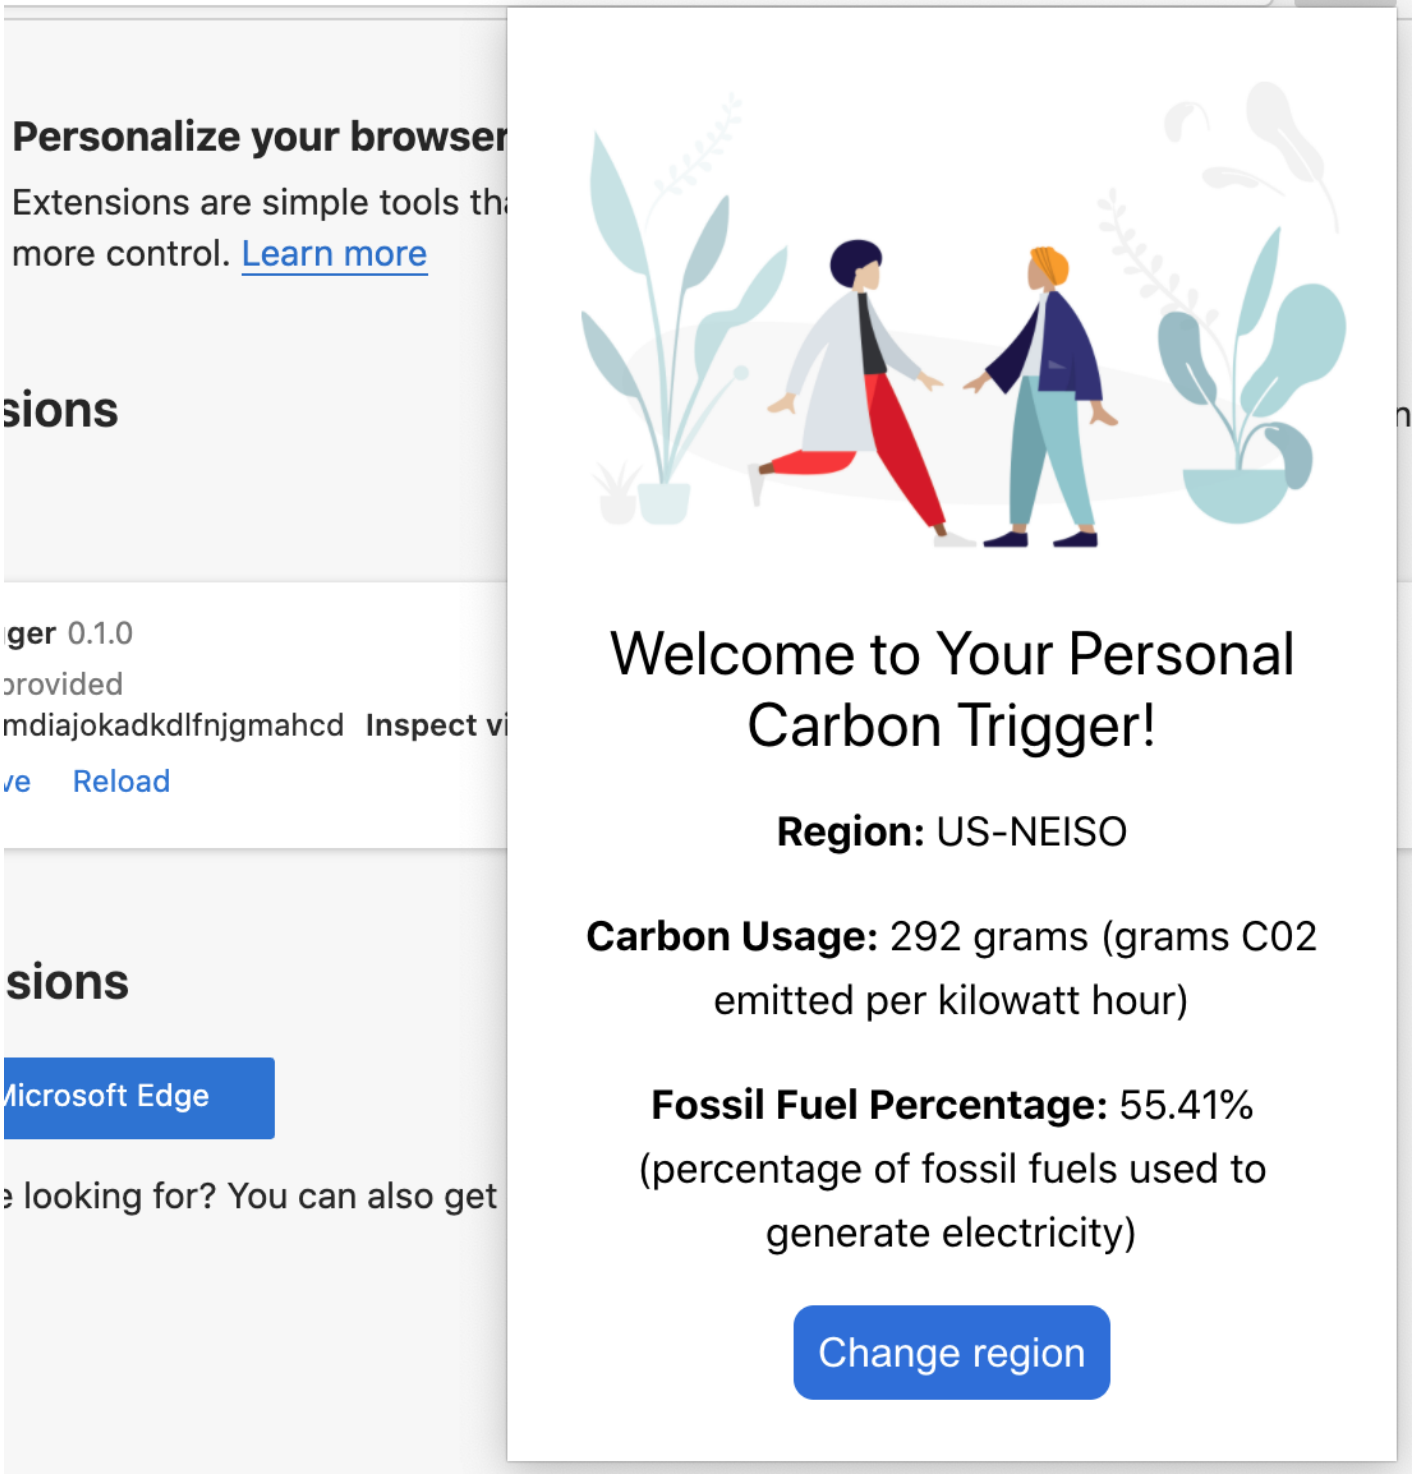 Personalize your browser
Extensions are simple tools
more control. Learn more
sions
ger 0.1.0
provided
mdiajokadkdlfnjgmahcd Inspect
Reload
sions
Microsoft Edge
looking for? You can also get
Welcome to Your Personal
Carbon Trigger!
Region: US-NEISO
Carbon Usage: 292 grams (grams C02
emitted per kilowatt hour)
Fossil Fuel Percentage: 55.41%
(percentage of fossil fuels used to
generate electricity)
Change region